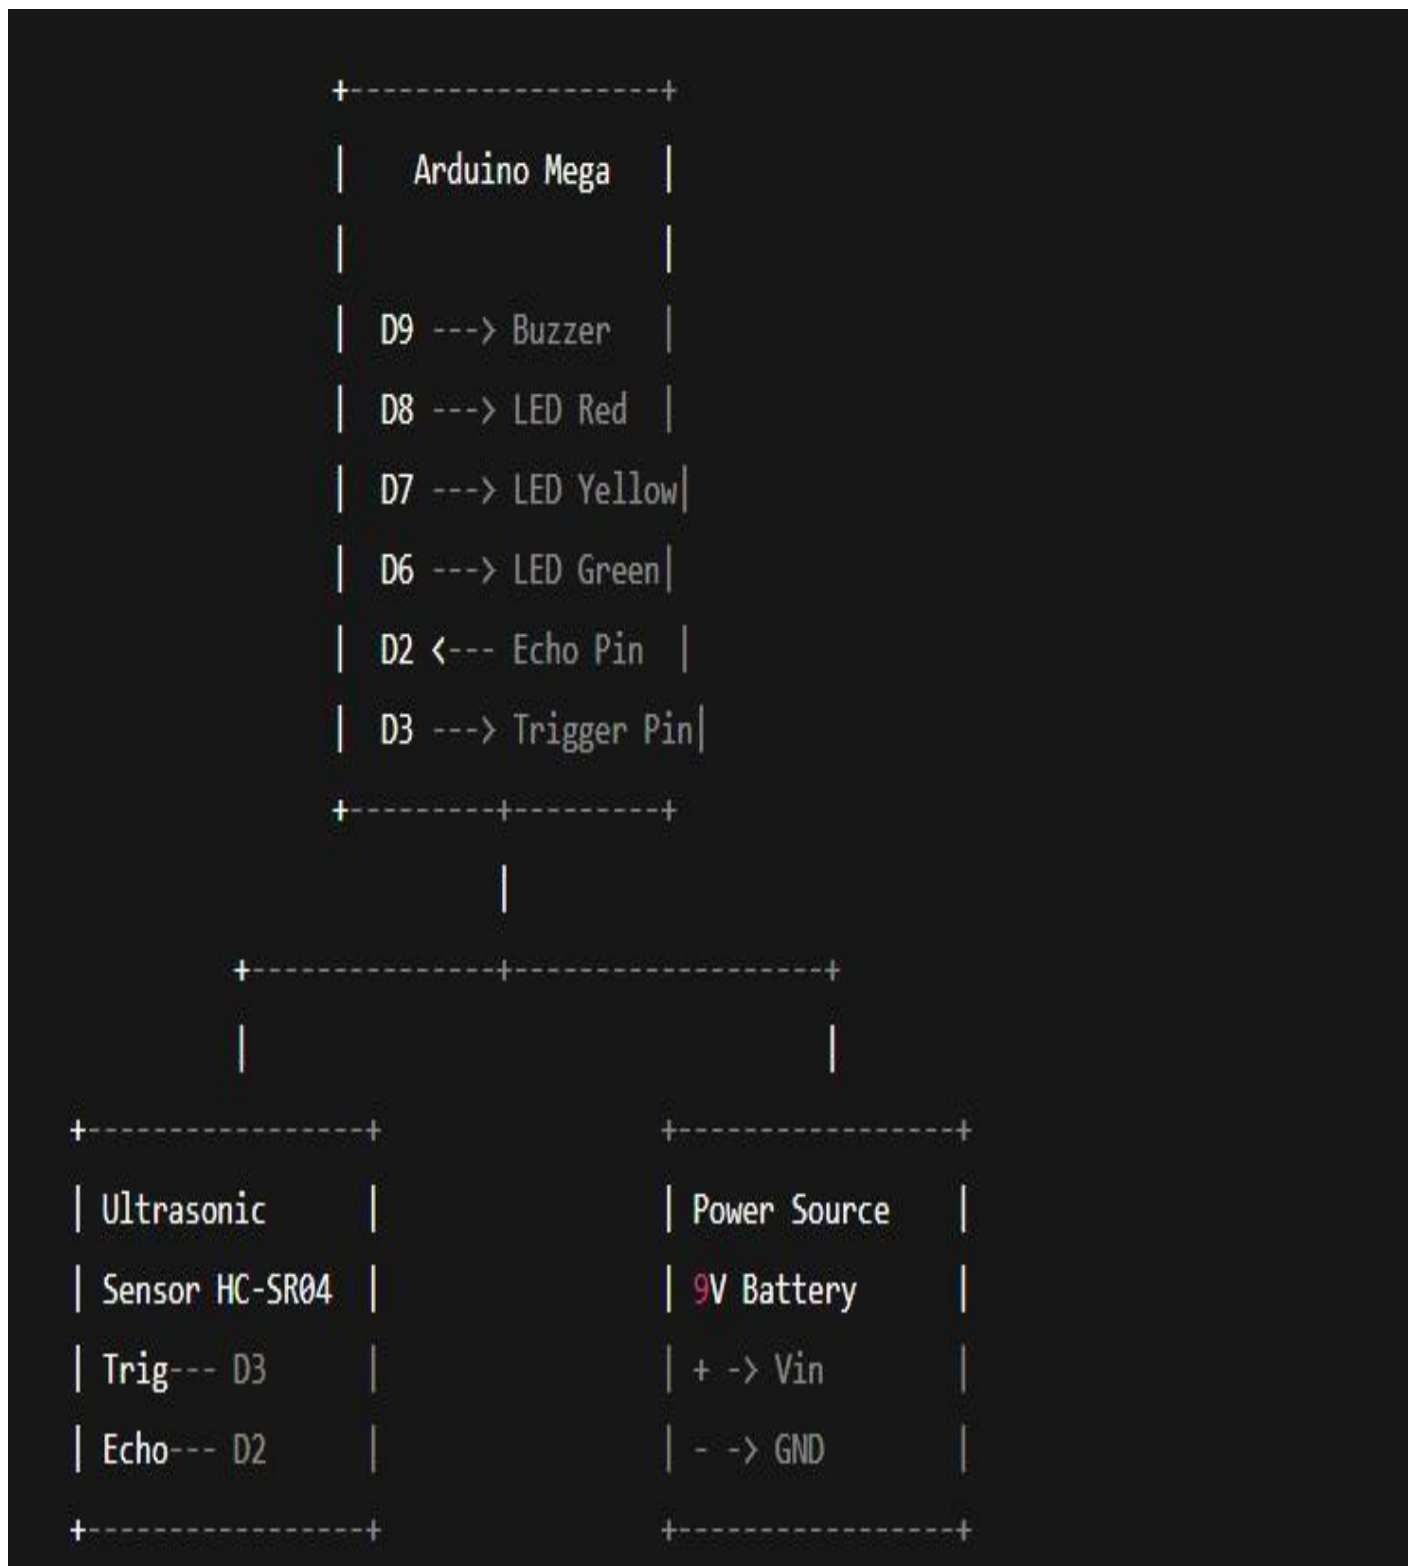 +-------------------+
|    Arduino Mega   |
|                   |
|  D9 ---> Buzzer   |
|  D8 ---> LED Red  |
|  D7 ---> LED Yellow|
|  D6 ---> LED Green|
|  D2 <--- Echo Pin  |
|  D3 ---> Trigger Pin|
+---------+---------+
|
+---------------+-------------------+
|                                   |
+-----------------+                 +-----------------+
| Ultrasonic      |                 | Power Source    |
| Sensor HC-SR04  |                 | 9V Battery      |
| Trig--- D3      |                 | + -> Vin        |
| Echo--- D2      |                 | - -> GND        |
+-----------------+                 +-----------------+